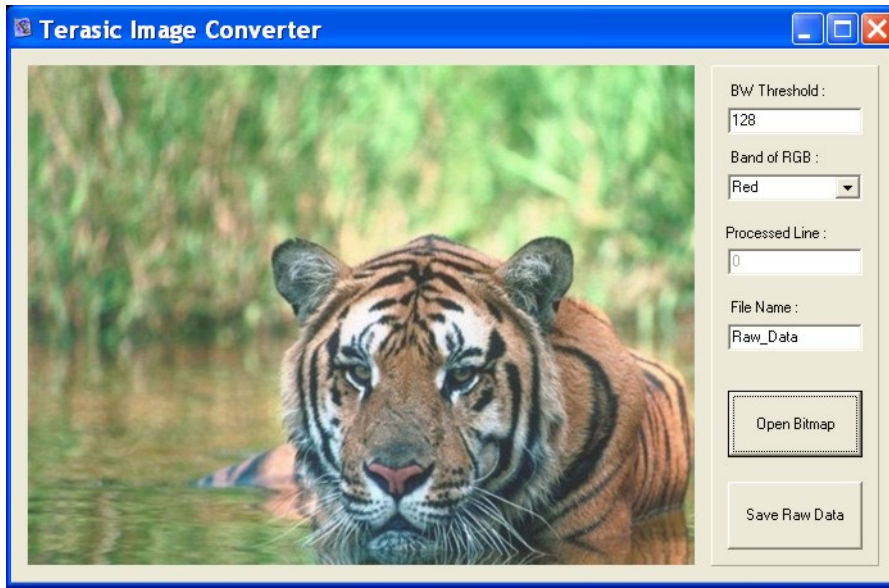 Terasic Image Converter
BW Threshold :
128
Band of RGB :
Red
Processed Line :
0
File Name :
Raw_Data
Open Bitmap
Save Raw Data